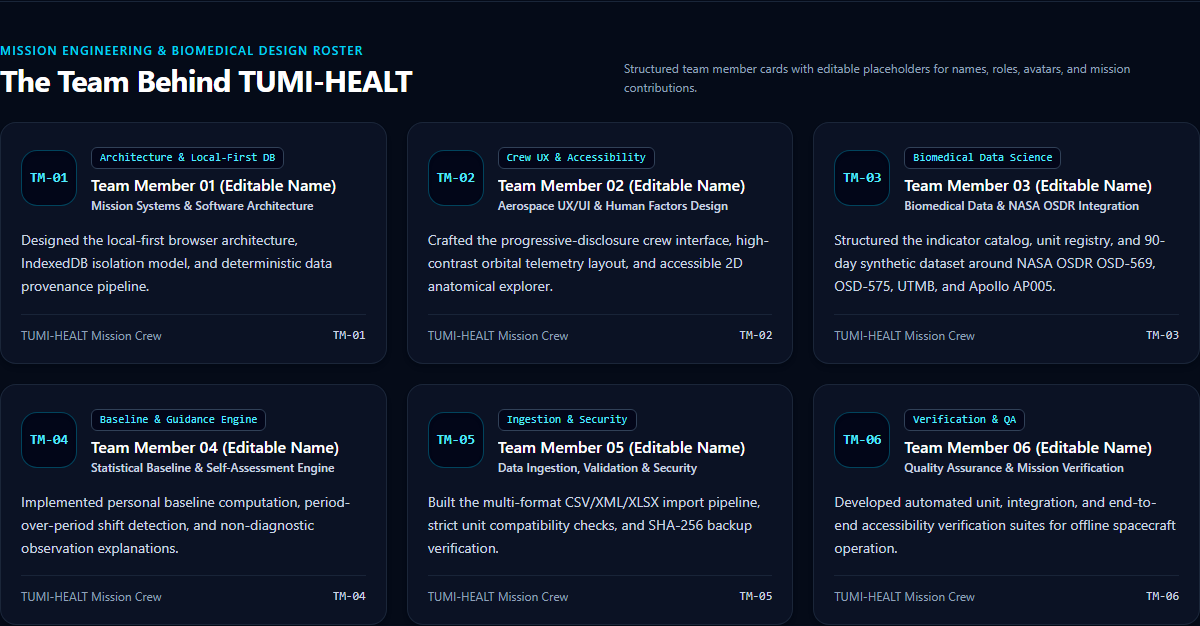 MISSION ENGINEERING & BIOMEDICAL DESIGN ROSTER
The Team Behind TUMI-HEALT
Structured team member cards with editable placeholders for names, roles, avatars, and mission
contributions.
TM-01
Architecture & Local-First DB
Team Member 01 (Editable Name)
Mission Systems & Software Architecture
Designed the local-first browser architecture,
IndexedDB isolation model, and deterministic data
provenance pipeline.
TUMI-HEALT Mission Crew
TM-01
TM-02
Crew UX & Accessibility
Team Member 02 (Editable Name)
Aerospace UX/UI & Human Factors Design
Crafted the progressive-disclosure crew interface, high-
contrast orbital telemetry layout, and accessible 2D
anatomical explorer.
TUMI-HEALT Mission Crew
TM-02
TM-03
Biomedical Data Science
Team Member 03 (Editable Name)
Biomedical Data & NASA OSDR Integration
Structured the indicator catalog, unit registry, and 90-
day synthetic dataset around NASA OSDR OSD-569,
OSD-575, UTMB, and Apollo AP005.
TUMI-HEALT Mission Crew
TM-03
TM-04
Baseline & Guidance Engine
Team Member 04 (Editable Name)
Statistical Baseline & Self-Assessment Engine
Implemented personal baseline computation, period-
over-period shift detection, and non-diagnostic
observation explanations.
TUMI-HEALT Mission Crew
TM-04
TM-05
Ingestion & Security
Team Member 05 (Editable Name)
Data Ingestion, Validation & Security
Built the multi-format CSV/XML/XLSX import pipeline,
strict unit compatibility checks, and SHA-256 backup
verification.
TUMI-HEALT Mission Crew
TM-05
TM-06
Verification & QA
Team Member 06 (Editable Name)
Quality Assurance & Mission Verification
Developed automated unit, integration, and end-to-
end accessibility verification suites for offline spacecraft
operation.
TUMI-HEALT Mission Crew
TM-06